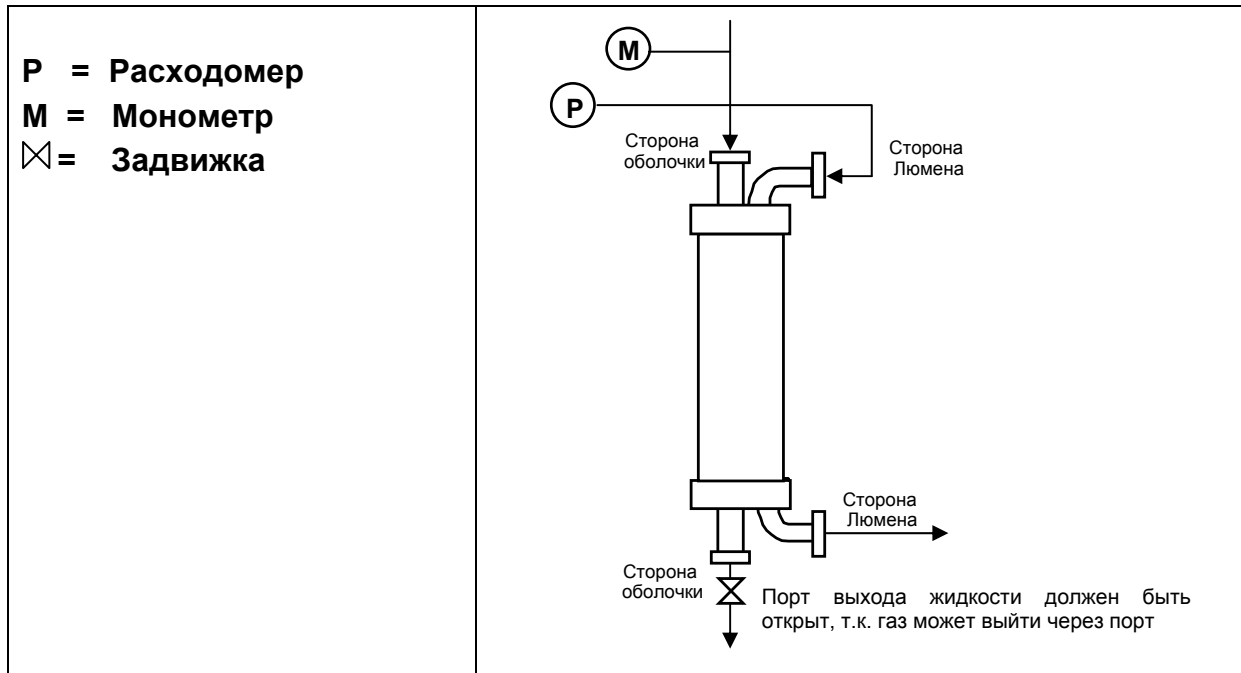 Р = Расходомер
М = Монометр
= Задвижка
М
Р
Сторона
оболочки
Сторона
Люмена
Сторона
Люмена
Сторона
оболочки
Порт выхода жидкости должен быть
открыт, т.к. газ может выйти через порт